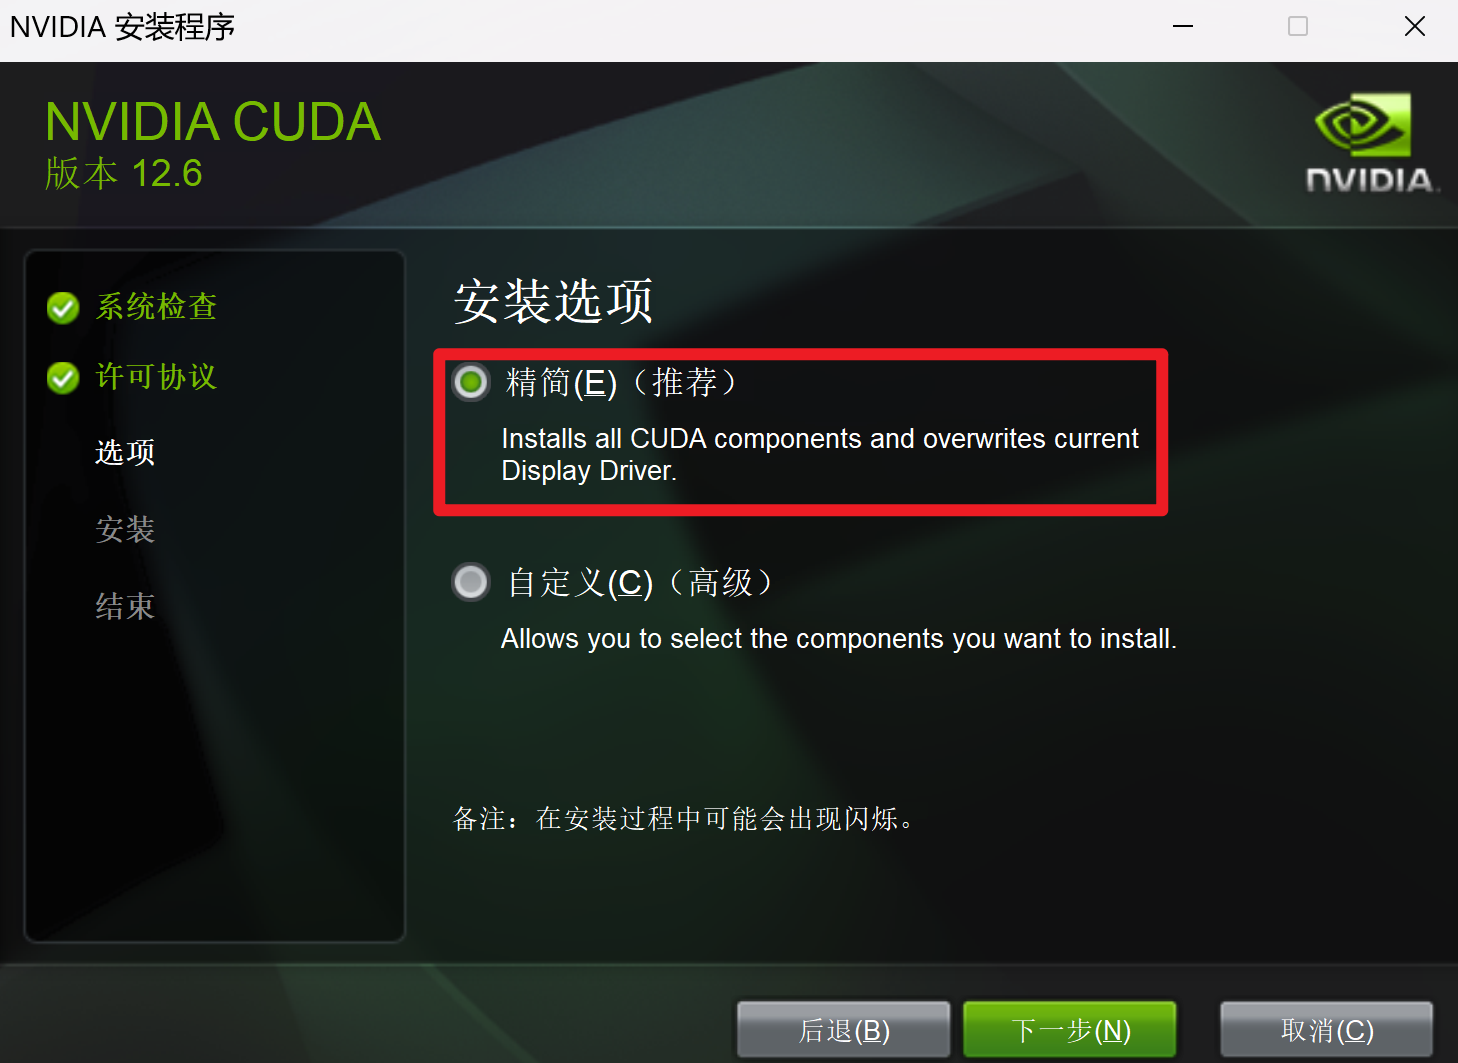 NVIDIA 安装程序
NVIDIA CUDA
版本 12.6
NVIDIA.
系统检查
许可协议
选项
安装
结束
安装选项
精简(E)（推荐）
Installs all CUDA components and overwrites current
Display Driver.
自定义(C)（高级）
Allows you to select the components you want to install.
备注：在安装过程中可能会出现闪烁。
后退(B)
下一步(N)
取消(C)